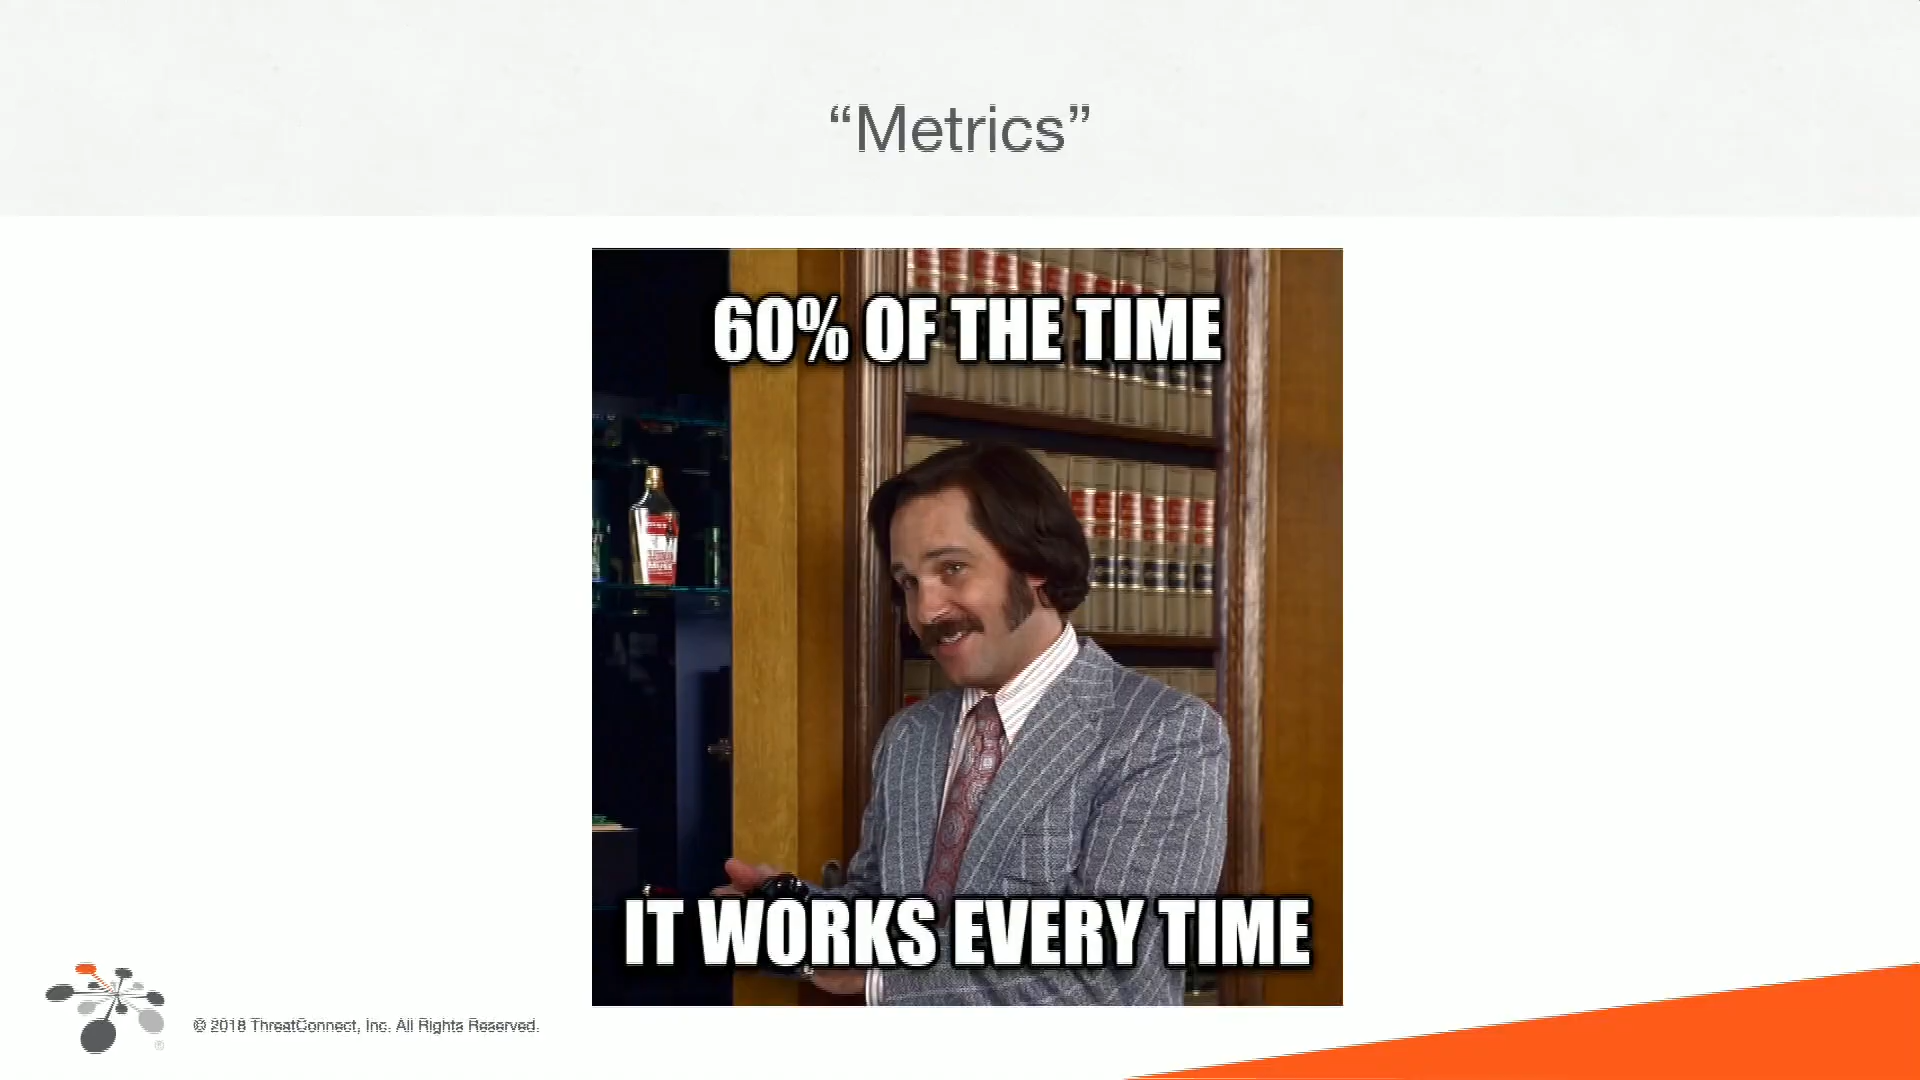 “Metrics”
60% OF THE TIME
IT WORKS EVERY TIME
© 2018 ThreatConnect, Inc. All Rights Reserved.
®